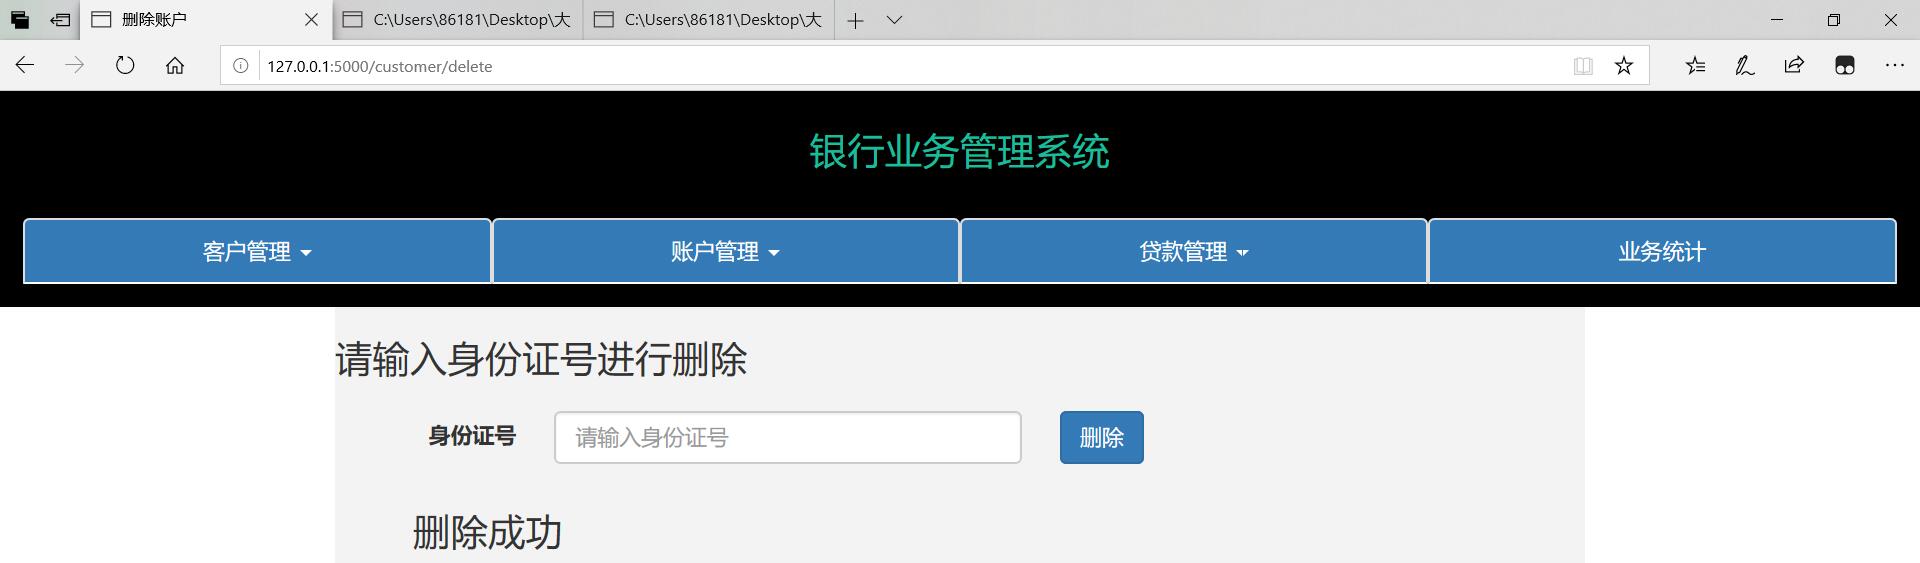 删除账户
C:\Users\86181\Desktop\大
C:\Users\86181\Desktop\大
127.0.0.1:5000/customer/delete
银行业务管理系统
客户管理
账户管理
贷款管理
业务统计
请输入身份证号进行删除
身份证号
请输入身份证号
删除
删除成功